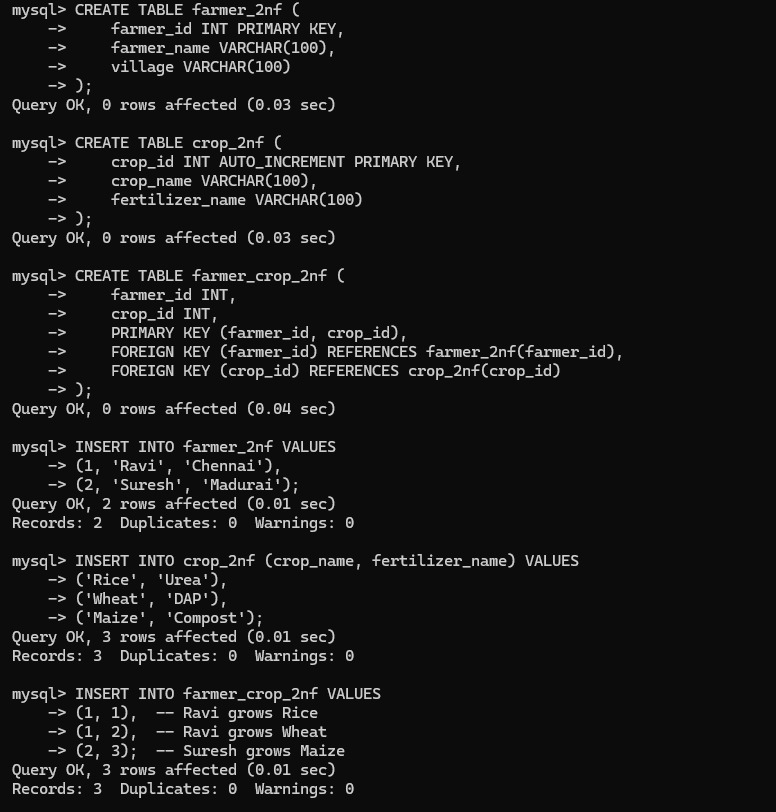 mysql> CREATE TABLE farmer_2nf (
    ->     farmer_id INT PRIMARY KEY,
    ->     farmer_name VARCHAR(100),
    ->     village VARCHAR(100)
    -> );
Query OK, 0 rows affected (0.03 sec)

mysql> CREATE TABLE crop_2nf (
    ->     crop_id INT AUTO_INCREMENT PRIMARY KEY,
    ->     crop_name VARCHAR(100),
    ->     fertilizer_name VARCHAR(100)
    -> );
Query OK, 0 rows affected (0.03 sec)

mysql> CREATE TABLE farmer_crop_2nf (
    ->     farmer_id INT,
    ->     crop_id INT,
    ->     PRIMARY KEY (farmer_id, crop_id),
    ->     FOREIGN KEY (farmer_id) REFERENCES farmer_2nf(farmer_id),
    ->     FOREIGN KEY (crop_id) REFERENCES crop_2nf(crop_id)
    -> );
Query OK, 0 rows affected (0.04 sec)

mysql> INSERT INTO farmer_2nf VALUES
    -> (1, 'Ravi', 'Chennai'),
    -> (2, 'Suresh', 'Madurai');
Query OK, 2 rows affected (0.01 sec)
Records: 2  Duplicates: 0  Warnings: 0

mysql> INSERT INTO crop_2nf (crop_name, fertilizer_name) VALUES
    -> ('Rice', 'Urea'),
    -> ('Wheat', 'DAP'),
    -> ('Maize', 'Compost');
Query OK, 3 rows affected (0.01 sec)
Records: 3  Duplicates: 0  Warnings: 0

mysql> INSERT INTO farmer_crop_2nf VALUES
    -> (1, 1),  -- Ravi grows Rice
    -> (1, 2),  -- Ravi grows Wheat
    -> (2, 3);  -- Suresh grows Maize
Query OK, 3 rows affected (0.01 sec)
Records: 3  Duplicates: 0  Warnings: 0